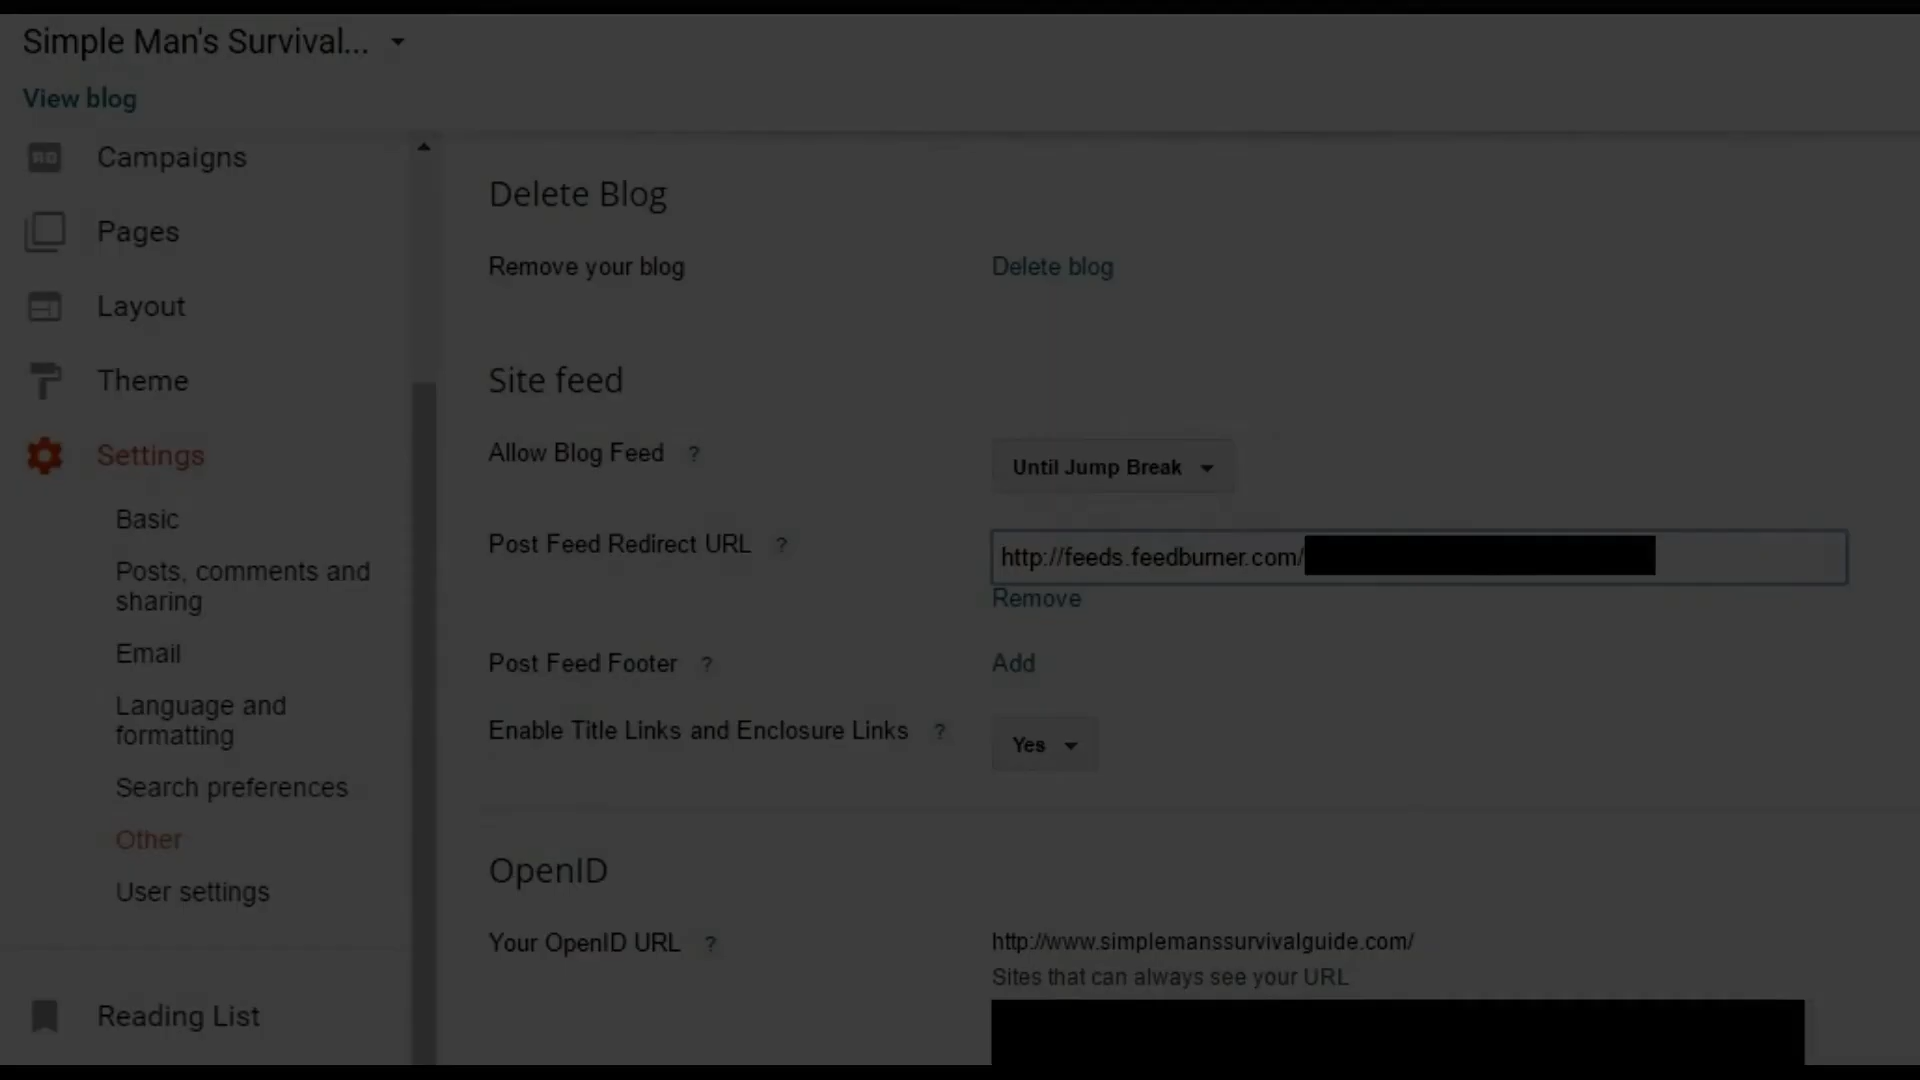 Simple Man's Survival...
View blog
Campaigns
Pages
Layout
Theme
Settings
Basic
Posts, comments and
sharing
Email
Language and
formatting
Search preferences
Other
User settings
Reading List
Delete Blog
Remove your blog
Delete blog
Site feed
Allow Blog Feed ?
Until Jump Break
Post Feed Redirect URL ?
http://feeds.feedburner.com/
Remove
Post Feed Footer ?
Add
Enable Title Links and Enclosure Links ?
Yes
OpenID
Your OpenID URL ?
http://www.simplemanssurvivalguide.com/
Sites that can always see your URL